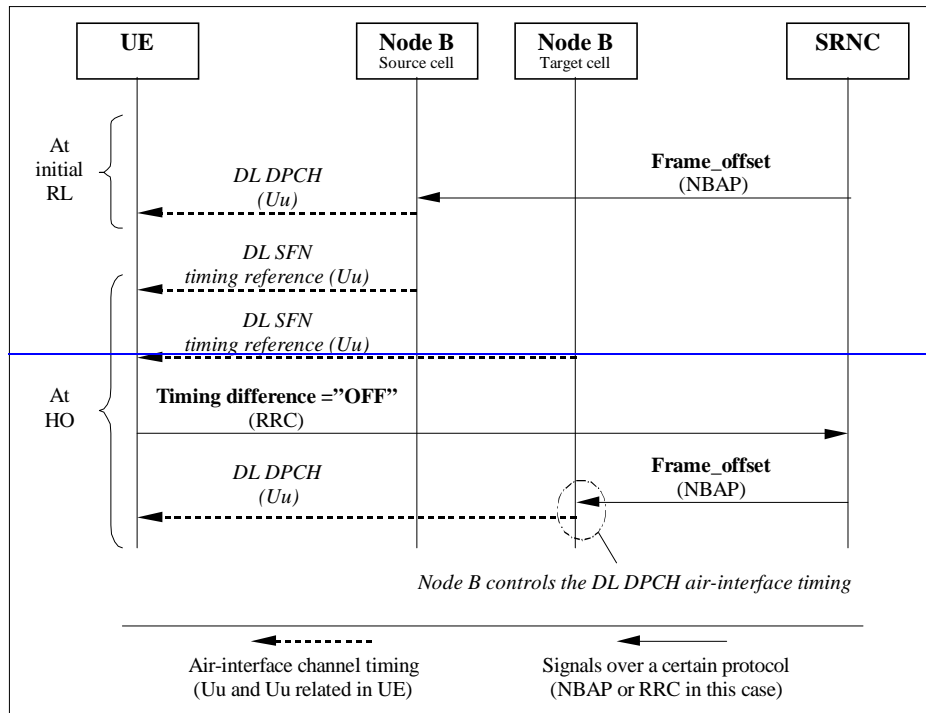 UE
Node B
Source cell
Node B
Target cell
SRNC
At
initial
RL
DL DPCH
(Uu)
Frame_offset
(NBAP)
DL SFN
timing reference (Uu)
DL SFN
timing reference (Uu)
At
HO
Timing difference =”OFF”
(RRC)
DL DPCH
(Uu)
Frame_offset
(NBAP)
Node B controls the DL DPCH air-interface timing
Air-interface channel timing
(Uu and Uu related in UE)
Signals over a certain protocol
(NBAP or RRC in this case)